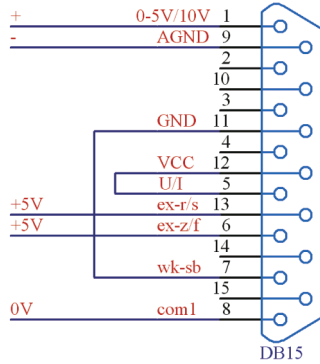 + 0-5V/10V 1
- AGND 9
2
10
3
GND 11
4
VCC 12
U/I 5
+5V ex-r/s 13
+5V ex-z/f 6
14
wk-sb 7
15
0V com1 8
DB15